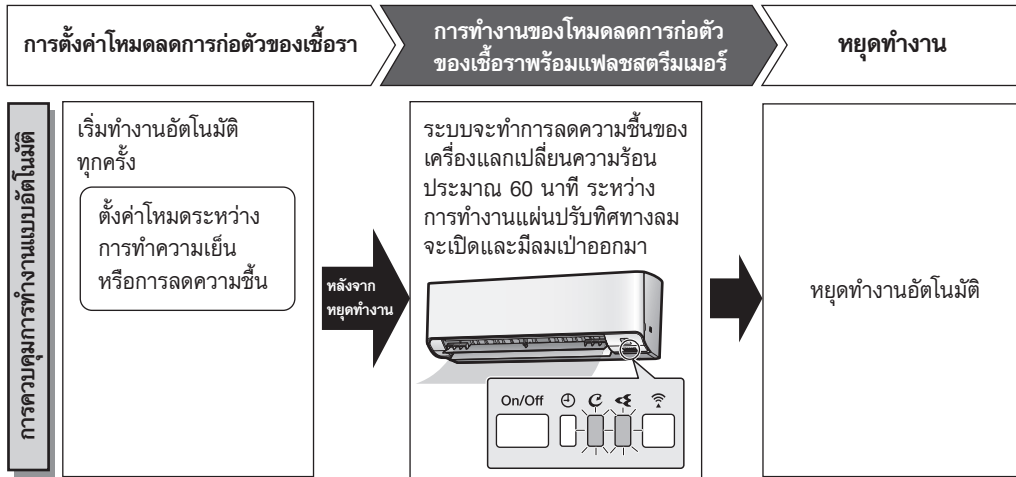 การตั้งค่าโหมดลดการก่อตัวของเชื้อรา
การทำงานของโหมดลดการก่อตัว
ของเชื้อราพร้อมแฟลชสตรีมเมอร์
หยุดทำงาน
การควบคุมการทำงานแบบอัตโนมัติ
เริ่มทำงานอัตโนมัติ
ทุกครั้ง
ตั้งค่าโหมดระหว่าง
การทำความเย็น
หรือการลดความชื้น
หลังจาก
หยุดทำงาน
ระบบจะทำการลดความชื้นของ
เครื่องแลกเปลี่ยนความร้อน
ประมาณ 60 นาที ระหว่าง
การทำงานแผ่นปรับทิศทางลม
จะเปิดและมีลมเป่าออกมา
On/Off
หยุดทำงานอัตโนมัติ